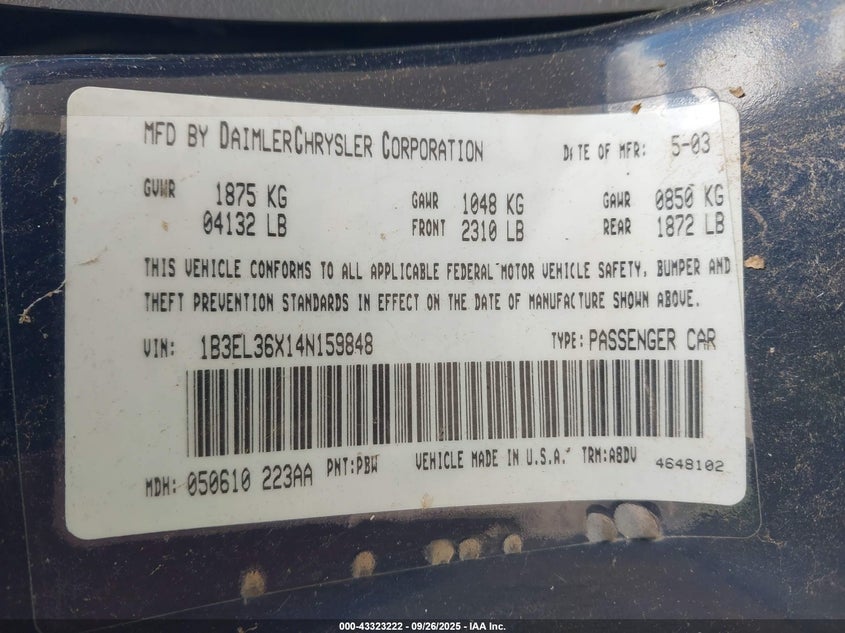 MFD BY DAIMLERCHRYSLER CORPORATION DATE OF MFR: 5-03
GVWR 1875 KG GAWR 1048 KG GAWR 0850 KG
04132 LB FRONT 2310 LB REAR 1872 LB
THIS VEHICLE CONFORMS TO ALL APPLICABLE FEDERAL MOTOR VEHICLE SAFETY, BUMPER AND
THEFT PREVENTION STANDARDS IN EFFECT ON THE DATE OF MANUFACTURE SHOWN ABOVE.
VIN: 1B3EL36X14N159848 TYPE: PASSENGER CAR
MDH: 050610 223AA PNT:PBW VEHICLE MADE IN U.S.A. TRM:A8DV 4648102
000-43323222 - 09/26/2025 - IAA Inc.